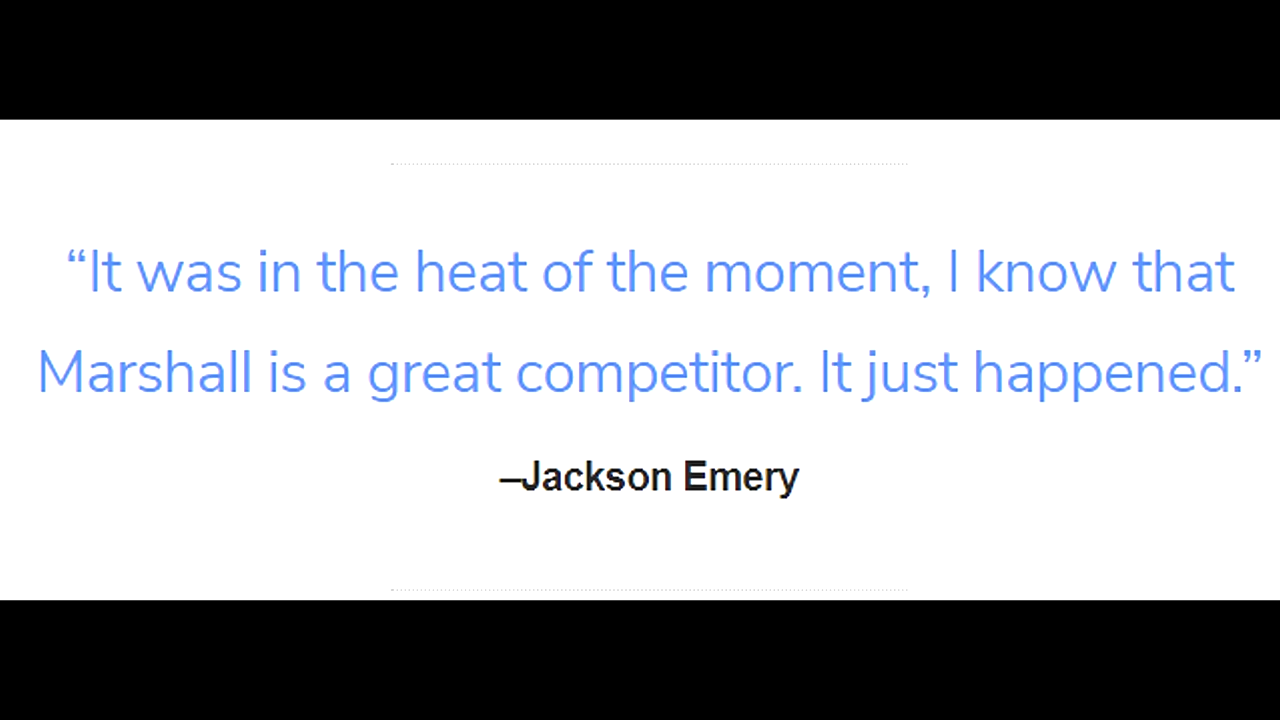 “It was in the heat of the moment, I know that
Marshall is a great competitor. It just happened.”
–Jackson Emery